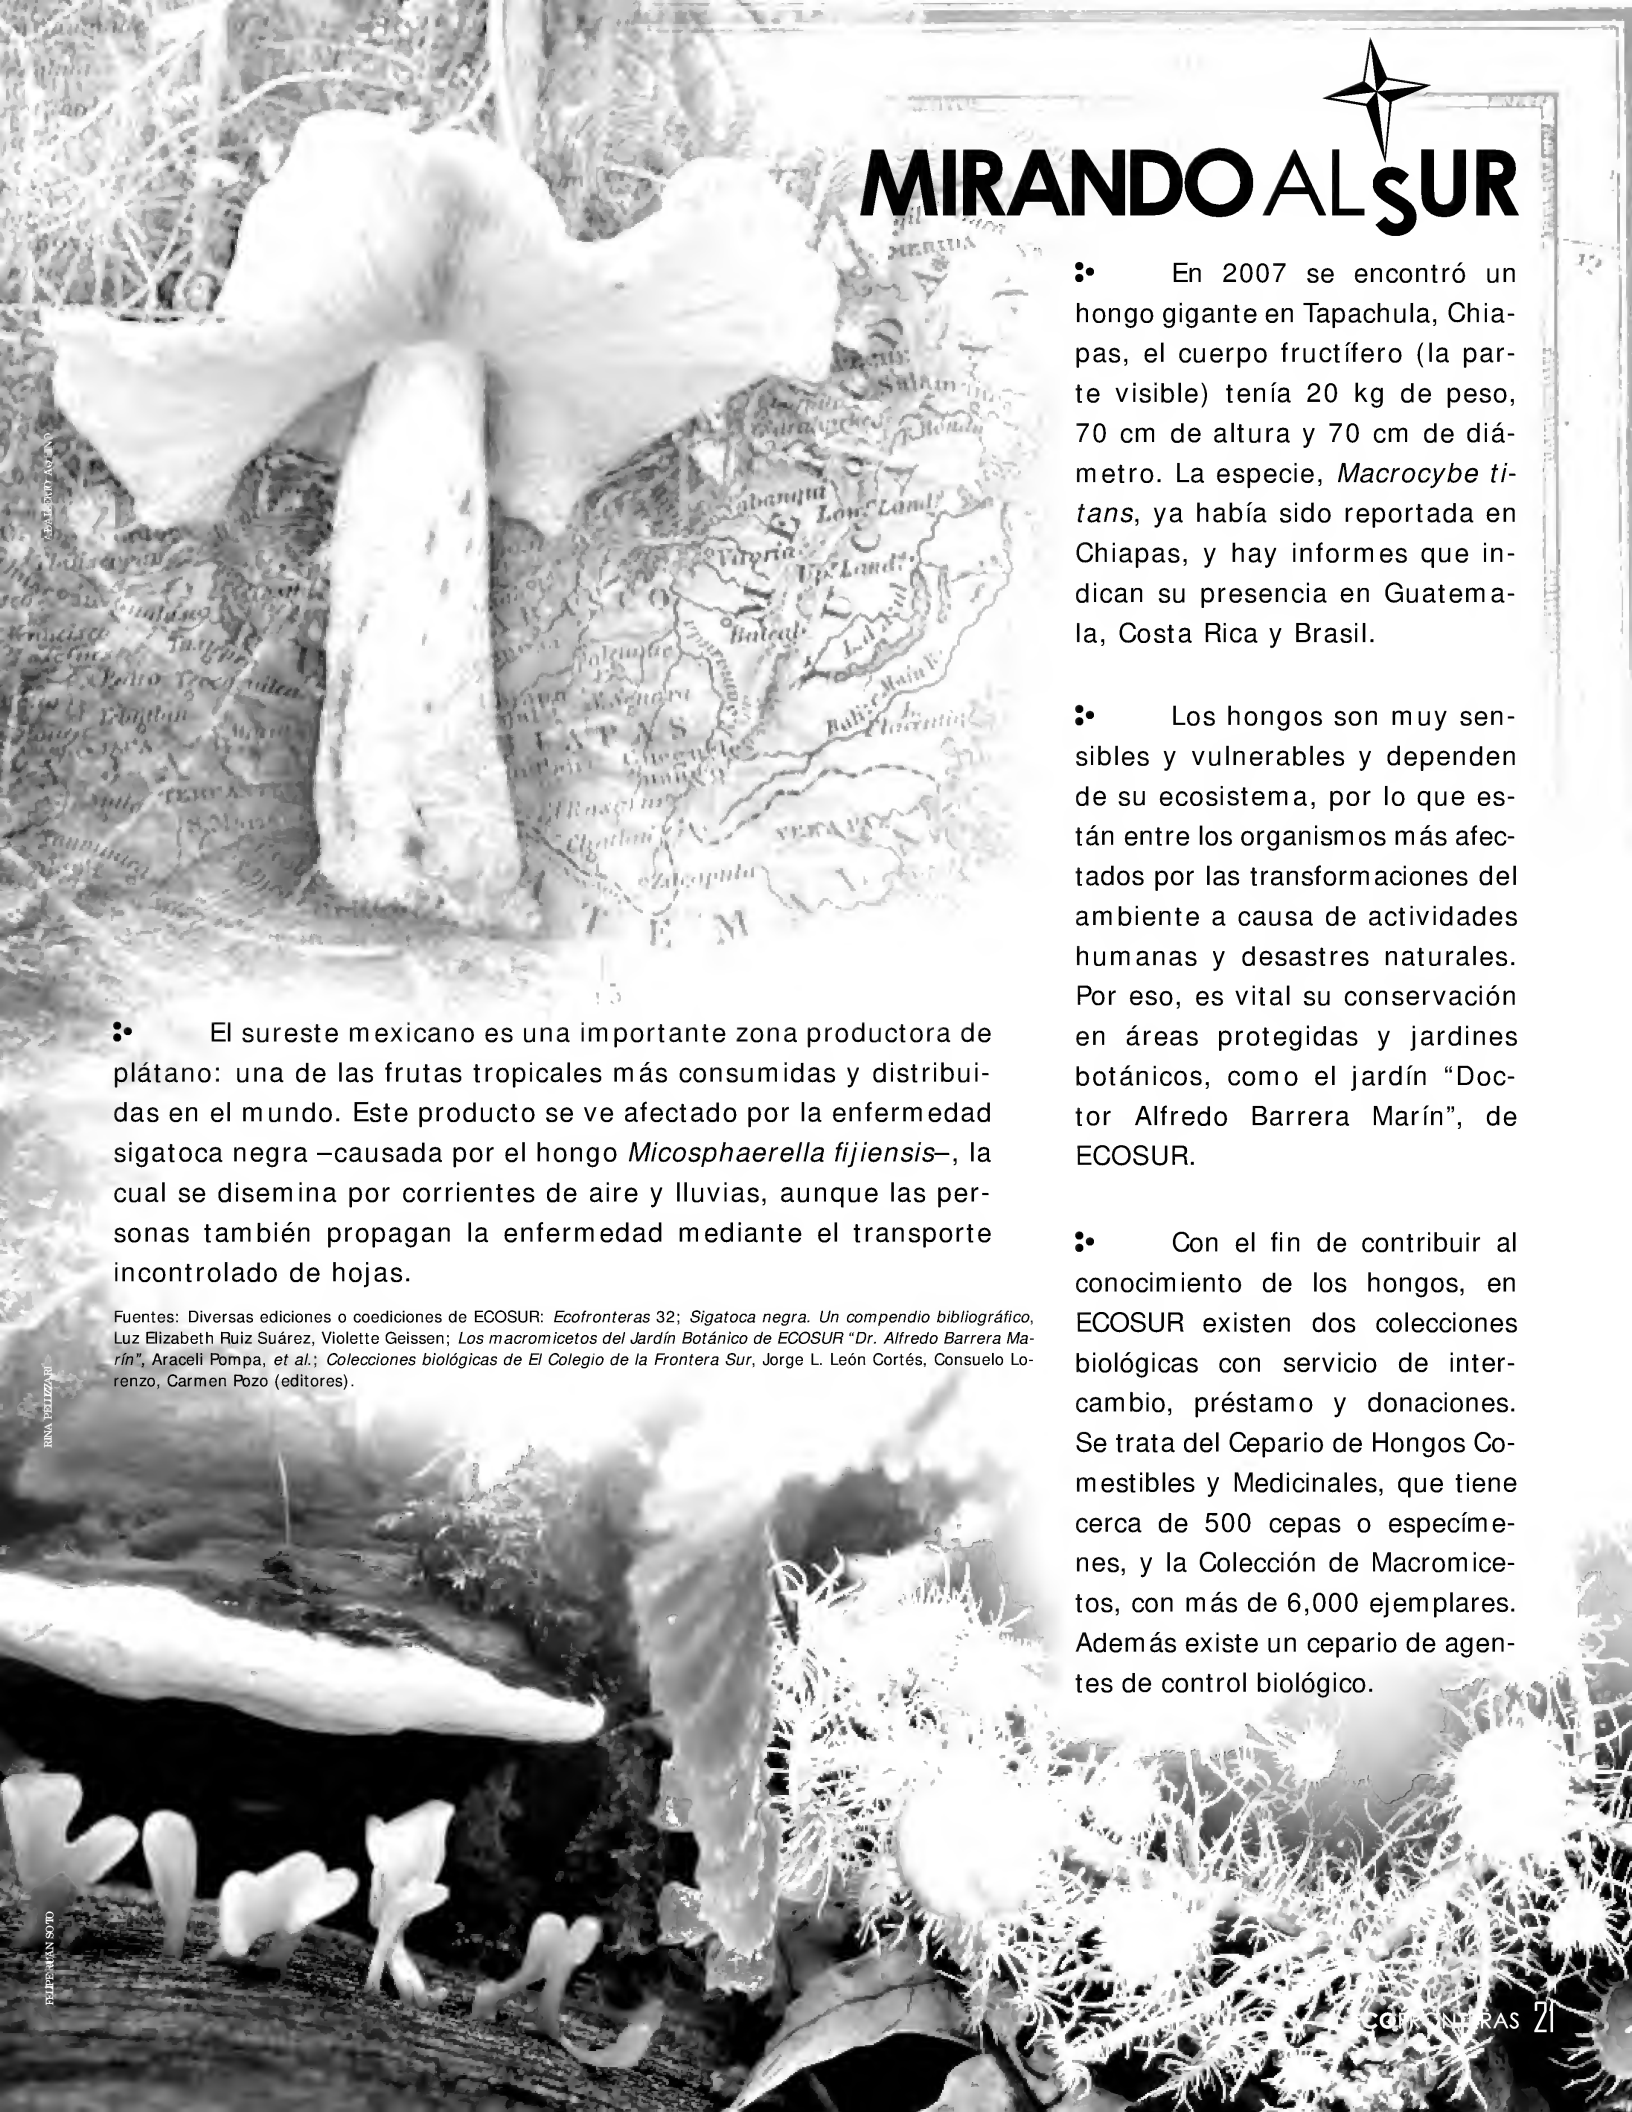 MIRANDO AL SUR
En 2007 se encontró un
hongo gigante en Tapachula, Chia-
pas, el cuerpo fructífero (la par-
te visible) tenía 20 kg de peso,
70 cm de altura y 70 cm de diá-
metro. La especie, Macrocybe ti-
tans, ya había sido reportada en
Chiapas, y hay informes que in-
dican su presencia en Guatema-
la, Costa Rica y Brasil.
Los hongos son muy sen-
sibles y vulnerables y dependen
de su ecosistema, por lo que es-
tán entre los organismos más afec-
tados por las transformaciones del
ambiente a causa de actividades
humanas y desastres naturales.
Por eso, es vital su conservación
en áreas protegidas y jardines
botánicos, como el jardín “Doc-
tor Alfredo Barrera Marín”, de
ECOSUR.
Con el fin de contribuir al
conocimiento de los hongos, en
ECOSUR existen dos colecciones
biológicas con servicio de inter-
cambio, préstamo y donaciones.
Se trata del Cepario de Hongos Co-
mestibles y Medicinales, que tiene
cerca de 500 cepas o especíme-
nes, y la Colección de Macromice-
tos, con más de 6,000 ejemplares.
Además existe un cepario de agen-
tes de control biológico.
El sureste mexicano es una importante zona productora de
plátano: una de las frutas tropicales más consumidas y distribui-
das en el mundo. Este producto se ve afectado por la enfermedad
sigatoca negra –causada por el hongo Micosphaerella fijiensis–, la
cual se disemina por corrientes de aire y lluvias, aunque las per-
sonas también propagan la enfermedad mediante el transporte
incontrolado de hojas.
Fuentes: Diversas ediciones o coediciones de ECOSUR: Ecofronteras 32; Sigatoca negra. Un compendio bibliográfico,
Luz Elizabeth Ruiz Suárez, Violette Geissen; Los macromicetos del Jardín Botánico de ECOSUR “Dr. Alfredo Barrera Ma-
rín”, Araceli Pompa, et al.; Colecciones biológicas de El Colegio de la Frontera Sur, Jorge L. León Cortés, Consuelo Lo-
renzo, Carmen Pozo (editores).
RINA PELLIZZARI
FELIPE RUAN SOTO
ECOFRONTERAS 21